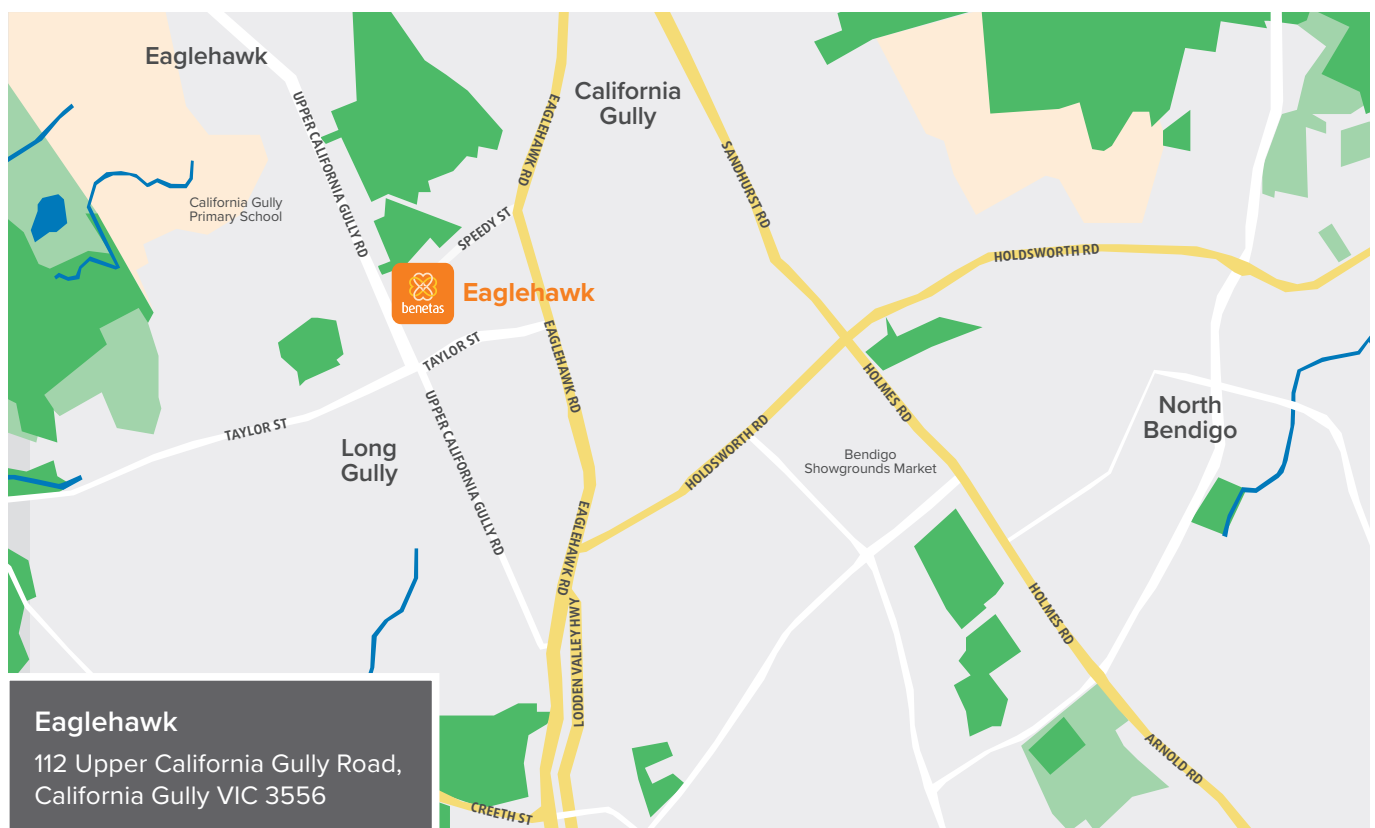 Eaglehawk
California
Gully
EAGLEHAWK RD
UPPER CALIFORNIA GULLY RD
SANDHURST RD
California Gully
Primary School
SPEEDY ST
HOLDSWORTH RD
benetas
Eaglehawk
TAYLOR ST
EAGLEHAWK RD
HOLMES RD
UPPER CALIFORNIA GULLY RD
North
Bendigo
TAYLOR ST
Long
Gully
HOLDSWORTH RD
Bendigo
Showgrounds Market
EAGLEHAWK RD
LODDEN VALLEY HWY
HOLMES RD
Eaglehawk
112 Upper California Gully Road,
California Gully VIC 3556
ARNOLD RD
CREETH ST